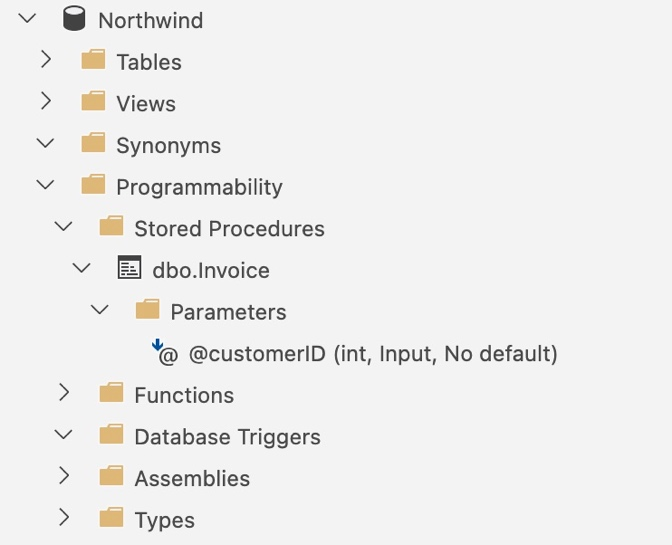 Northwind
Tables
Views
Synonyms
Programmability
Stored Procedures
dbo.Invoice
Parameters
@ @customerID (int, Input, No default)
Functions
Database Triggers
Assemblies
Types